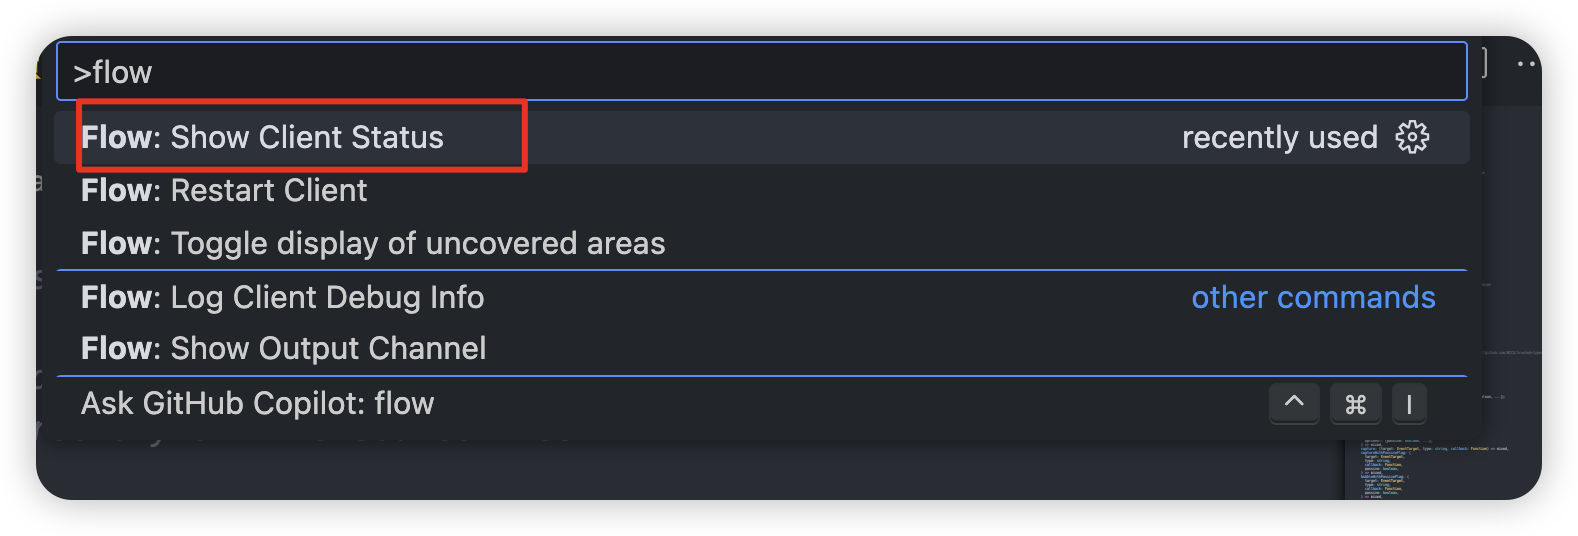 >flow
Flow: Show Client Status recently used
Flow: Restart Client
Flow: Toggle display of uncovered areas
Flow: Log Client Debug Info other commands
Flow: Show Output Channel
Ask GitHub Copilot: flow ^ ⌘ I